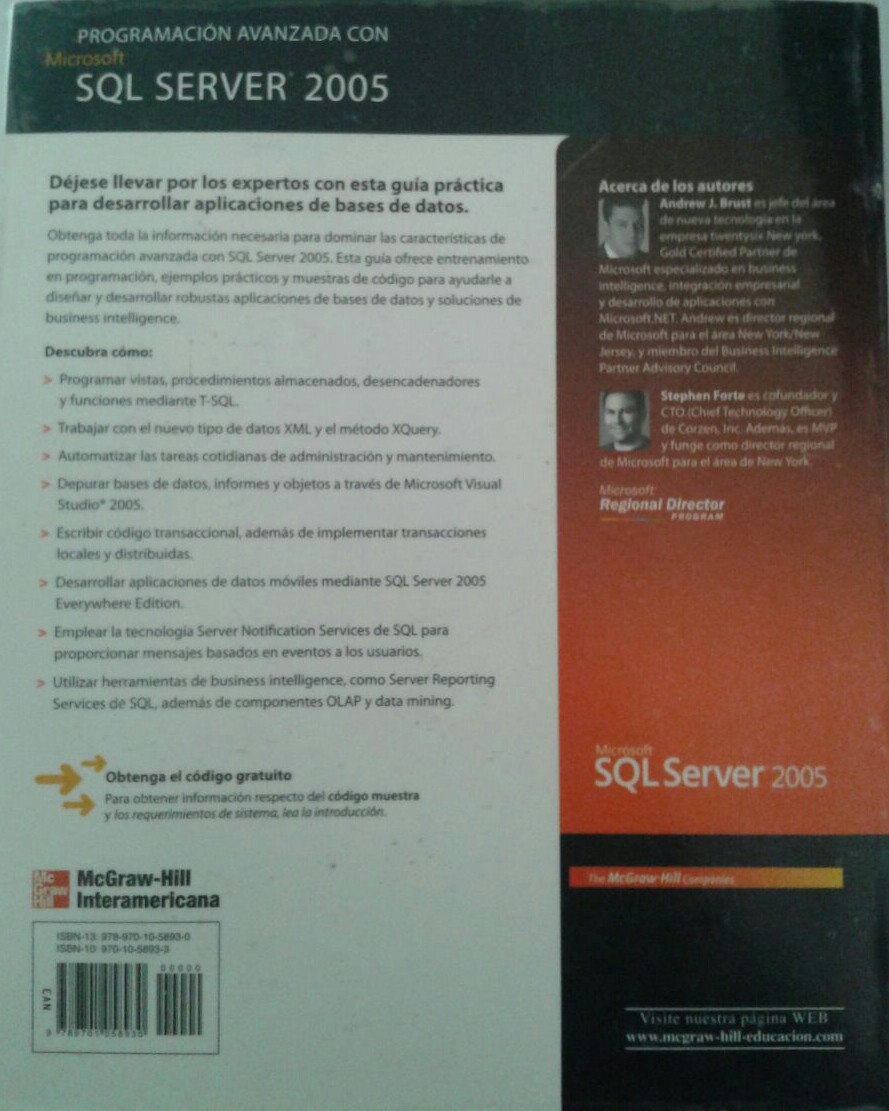 PROGRAMACIÓN AVANZADA CON
Microsoft
SQL SERVER 2005
Déjese llevar por los expertos con esta guía práctica
para desarrollar aplicaciones de bases de datos.
Obtenga toda la información necesaria para dominar las características de
programación avanzada con SQL Server 2005. Esta guía ofrece entrenamiento
en programación, ejemplos prácticos y muestras de código para ayudarle a
diseñar y desarrollar robustas aplicaciones de bases de datos y soluciones de
business intelligence.
Descubra cómo:
> Programar vistas, procedimientos almacenados, desencadenadores
y funciones mediante T-SQL.
> Trabajar con el nuevo tipo de datos XML y el método XQuery.
> Automatizar las tareas cotidianas de administración y mantenimiento.
> Depurar bases de datos, informes y objetos a través de Microsoft Visual
Studio® 2005.
> Escribir código transaccional, además de implementar transacciones
locales y distribuidas.
> Desarrollar aplicaciones de datos móviles mediante SQL Server 2005
Everywhere Edition.
> Emplear la tecnología Server Notification Services de SQL para
proporcionar mensajes basados en eventos a los usuarios.
> Utilizar herramientas de business intelligence, como Server Reporting
Services de SQL, además de componentes OLAP y data mining.
Obtenga el código gratuito
Para obtener información respecto del código muestra
y los requerimientos de sistema, lea la introducción.
Mc
Graw
Hill
McGraw-Hill
Interamericana
ISBN-13: 978-970-10-5893-0
ISBN-10: 970-10-5893-3
00000
EAN
9 789701 058930
Acerca de los autores
Andrew J. Brust es jefe del área
de nueva tecnología en la
empresa twentysix New york,
Gold Certified Partner de
Microsoft especializado en business
intelligence, integración empresarial
y desarrollo de aplicaciones con
Microsoft.NET. Andrew es director regional
de Microsoft para el área New York/New
Jersey, y miembro del Business Intelligence
Partner Advisory Council.
Stephen Forte es cofundador y
CTO (Chief Technology Officer)
de Corzen, Inc. Además, es MVP
y funge como director regional
de Microsoft para el área de New York.
Microsoft
Regional Director
PROGRAM
Microsoft
SQL Server 2005
The McGraw-Hill Companies
Visite nuestra página WEB
www.mcgraw-hill-educacion.com